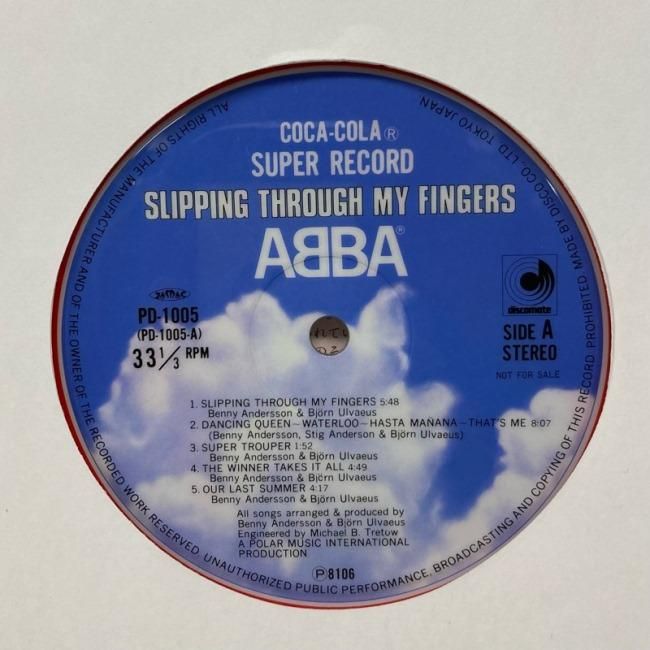 COCA-COLA®
SUPER RECORD
SLIPPING THROUGH MY FINGERS
ABBA®
JASRAC
PD-1005
(PD-1005-A)
33 1/3 RPM
discomate
SIDE A
STEREO
NOT FOR SALE
1. SLIPPING THROUGH MY FINGERS 5:48
Benny Andersson & Björn Ulvaeus
2. DANCING QUEEN~WATERLOO~HASTA MAÑANA~THAT'S ME 8:07
(Benny Andersson, Stig Anderson & Björn Ulvaeus)
3. SUPER TROUPER 1:52
Benny Andersson & Björn Ulvaeus
4. THE WINNER TAKES IT ALL 4:49
Benny Andersson & Björn Ulvaeus
5. OUR LAST SUMMER 4:17
Benny Andersson & Björn Ulvaeus
All songs arranged & produced by
Benny Andersson & Björn Ulvaeus
Engineered by Michael B. Tretow
A POLAR MUSIC INTERNATIONAL
PRODUCTION
Ⓟ8106
ALL RIGHTS OF THE MANUFACTURER AND OF THE OWNER OF THE RECORDED WORK RESERVED. UNAUTHORIZED PUBLIC PERFORMANCE, BROADCASTING AND COPYING OF THIS RECORD PROHIBITED. MADE BY DISCO CO., LTD. TOKYO JAPAN